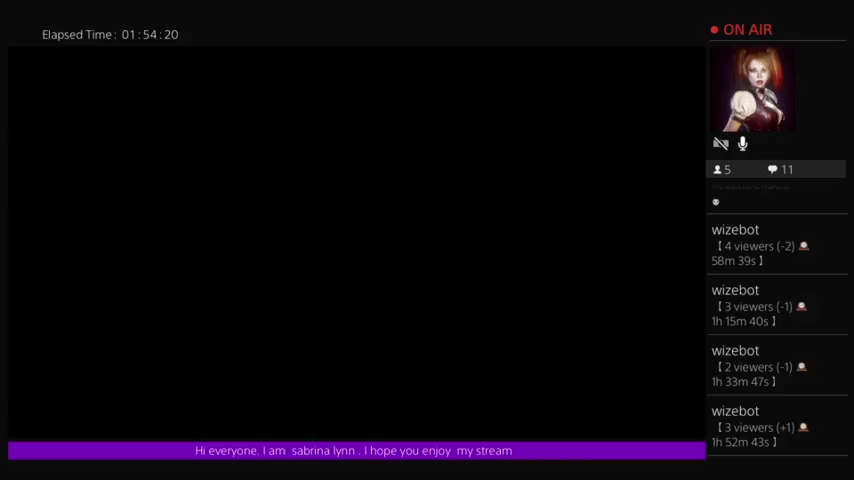 Elapsed Time: 01:54:20
ON AIR
5 11
wizebot
【4 viewers (-2)
58m 39s】
wizebot
【3 viewers (-1)
1h 15m 40s】
wizebot
【2 viewers (-1)
1h 33m 47s】
wizebot
【3 viewers (+1)
1h 52m 43s】
Hi everyone. I am sabrina lynn . I hope you enjoy my stream